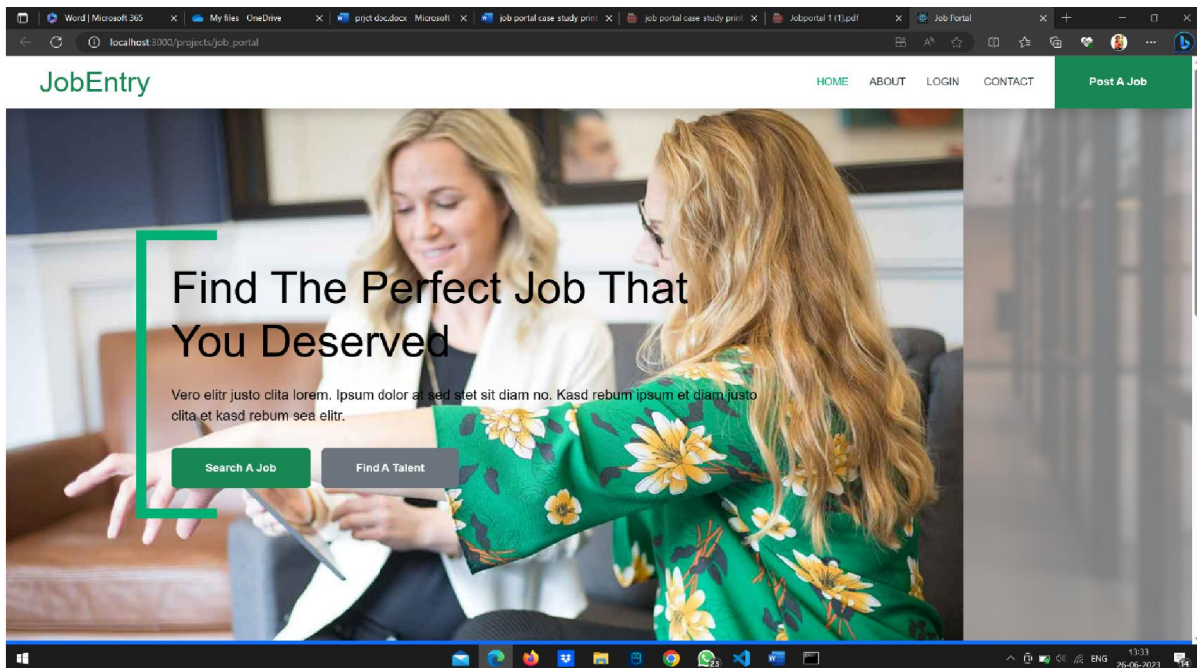 Word | Microsoft 365
My files OneDrive
prjct doc.docx Microsoft
job portal case study print
job portal case study print
Jobportal 1 (1).pdf
Job Portal
localhost:3000/projects/job_portal
JobEntry
HOME ABOUT LOGIN CONTACT Post A Job
Find The Perfect Job That
You Deserved
Vero elitr justo clita lorem. Ipsum dolor at sed stet sit diam no. Kasd rebum ipsum et diam justo
clita et kasd rebum sea elitr.
Search A Job Find A Talent
23
ENG
13:33
26-06-2023